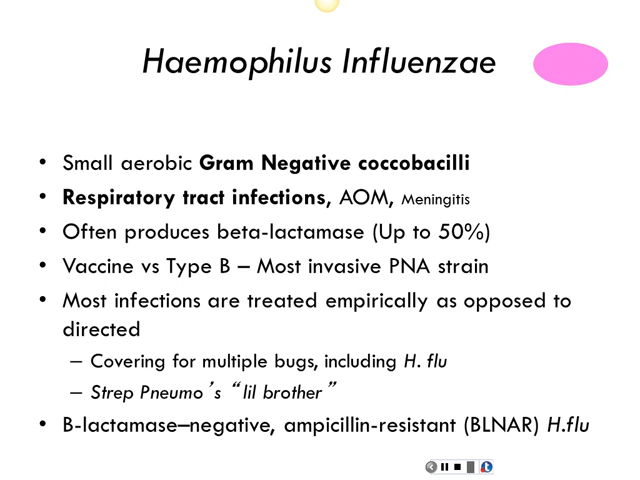 Haemophilus Influenzae
• Small aerobic Gram Negative coccobacilli
• Respiratory tract infections, AOM, Meningitis
• Often produces beta-lactamase (Up to 50%)
• Vaccine vs Type B – Most invasive PNA strain
• Most infections are treated empirically as opposed to
directed
– Covering for multiple bugs, including H. flu
– Strep Pneumo’s “lil brother”
• B-lactamase–negative, ampicillin-resistant (BLNAR) H.flu